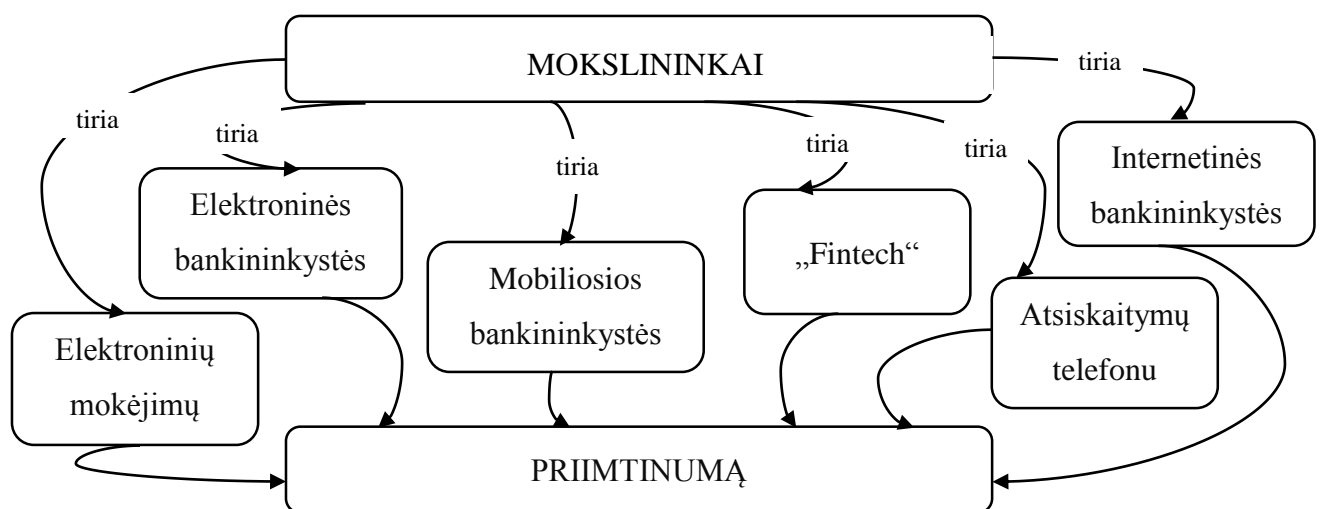 MOKSLININKAI
tiria
tiria
tiria
tiria
tiria
tiria
Elektroninių
mokėjimų
Elektroninės
bankininkystės
Mobiliosios
bankininkystės
„Fintech“
Atsiskaitymų
telefonu
Internetinės
bankininkystės
PRIIMTINUMĄ